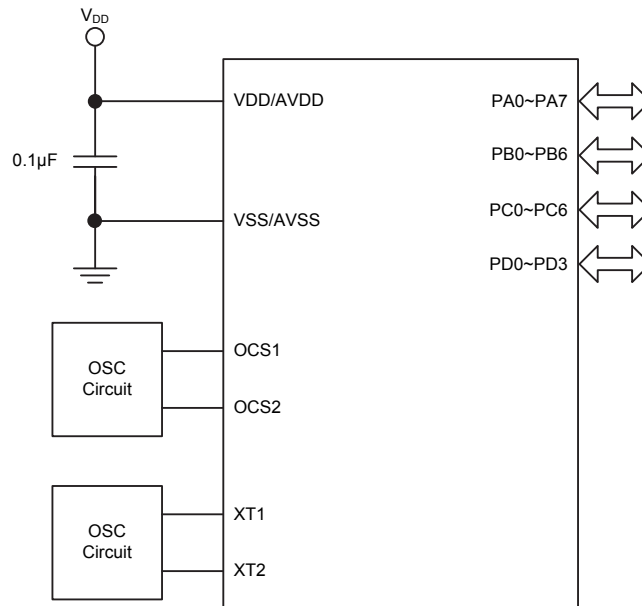 VDD
VDD/AVDD
PA0~PA7
0.1µF
PB0~PB6
PC0~PC6
VSS/AVSS
PD0~PD3
OSC
Circuit
OCS1
OCS2
OSC
Circuit
XT1
XT2